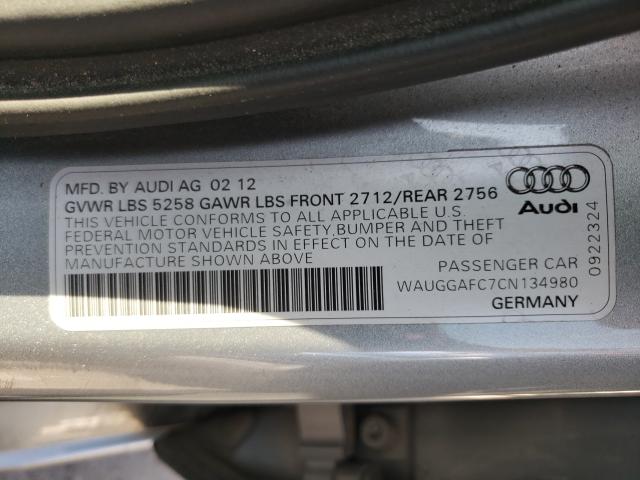 MFD. BY AUDI AG 02 12
GVWR LBS 5258 GAWR LBS FRONT 2712/REAR 2756
THIS VEHICLE CONFORMS TO ALL APPLICABLE U.S.
FEDERAL MOTOR VEHICLE SAFETY,BUMPER AND THEFT
PREVENTION STANDARDS IN EFFECT ON THE DATE OF
MANUFACTURE SHOWN ABOVE
PASSENGER CAR
WAUGGAFC7CN134980
GERMANY
Audi
0922324